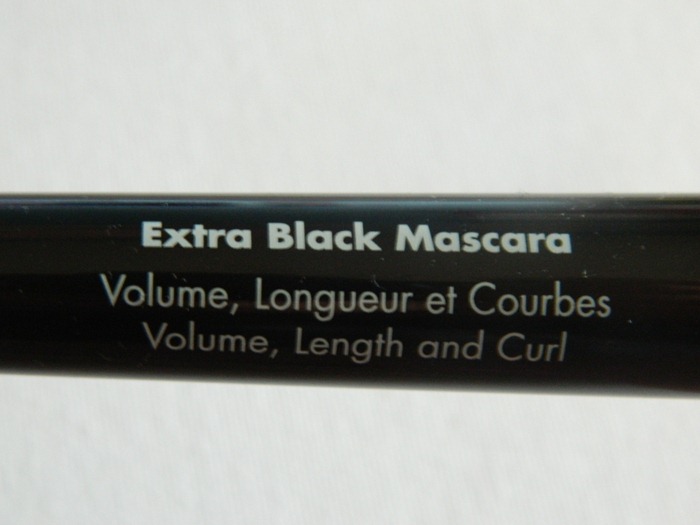 Extra Black Mascara
Volume, Longueur et Courbes
Volume, Length and Curl